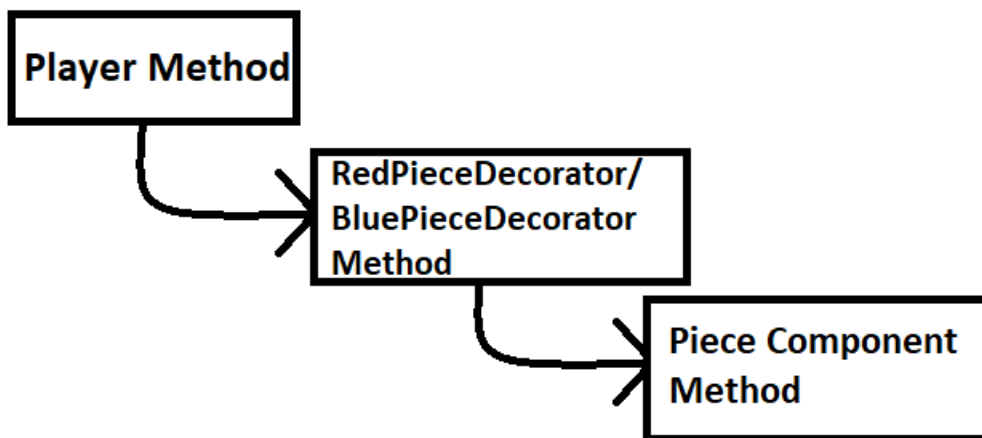 Player Method
RedPieceDecorator/
BluePieceDecorator
Method
Piece Component
Method